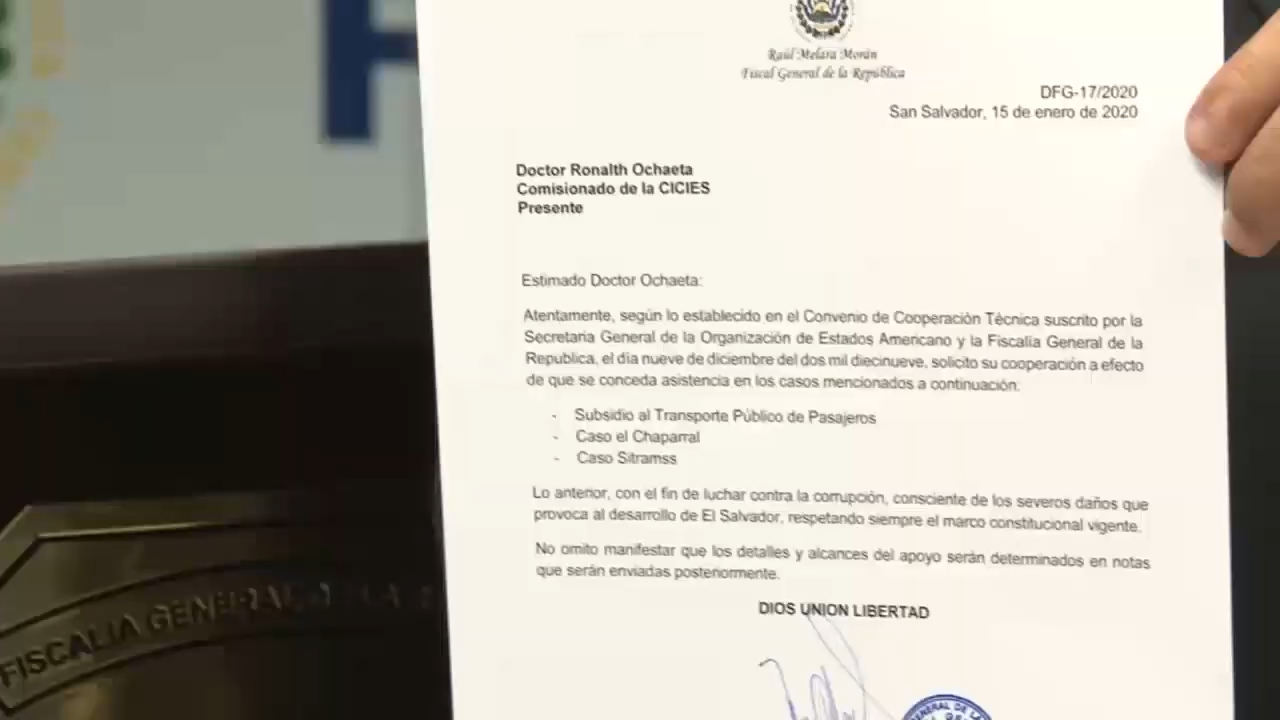 Raúl Melara Morán
Fiscal General de la República
DFG-17/2020
San Salvador, 15 de enero de 2020
Doctor Ronalth Ochaeta
Comisionado de la CICIES
Presente
Estimado Doctor Ochaeta:
Atentamente, según lo establecido en el Convenio de Cooperación Técnica suscrito por la
Secretaria General de la Organización de Estados Americano y la Fiscalía General de la
Republica, el día nueve de diciembre del dos mil diecinueve, solicito su cooperación a efecto
de que se conceda asistencia en los casos mencionados a continuación:
- Subsidio al Transporte Público de Pasajeros
- Caso el Chaparral
- Caso Sitramss
Lo anterior, con el fin de luchar contra la corrupción, consciente de los severos daños que
provoca al desarrollo de El Salvador, respetando siempre el marco constitucional vigente.
No omito manifestar que los detalles y alcances del apoyo serán determinados en notas
que serán enviadas posteriormente.
DIOS UNION LIBERTAD
GENERAL DE LA
FISCALIA GENERAL